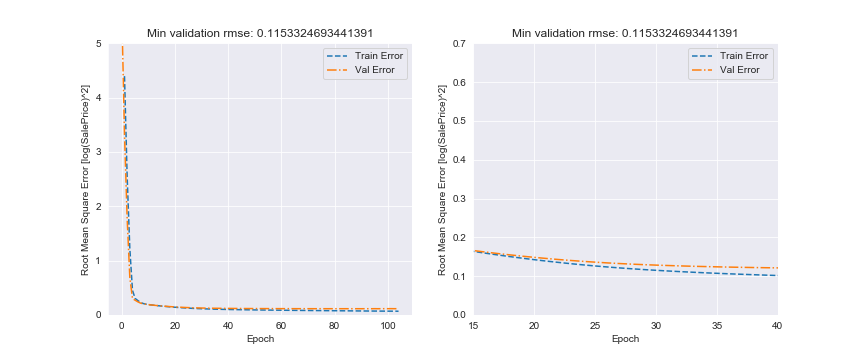 Min validation rmse: 0.1153324693441391
Train Error
Val Error
Root Mean Square Error [log(SalePrice)^2]
5
4
3
2
1
0
0 20 40 60 80 100
Epoch
Min validation rmse: 0.1153324693441391
Train Error
Val Error
Root Mean Square Error [log(SalePrice)^2]
0.7
0.6
0.5
0.4
0.3
0.2
0.1
0.0
15 20 25 30 35 40
Epoch